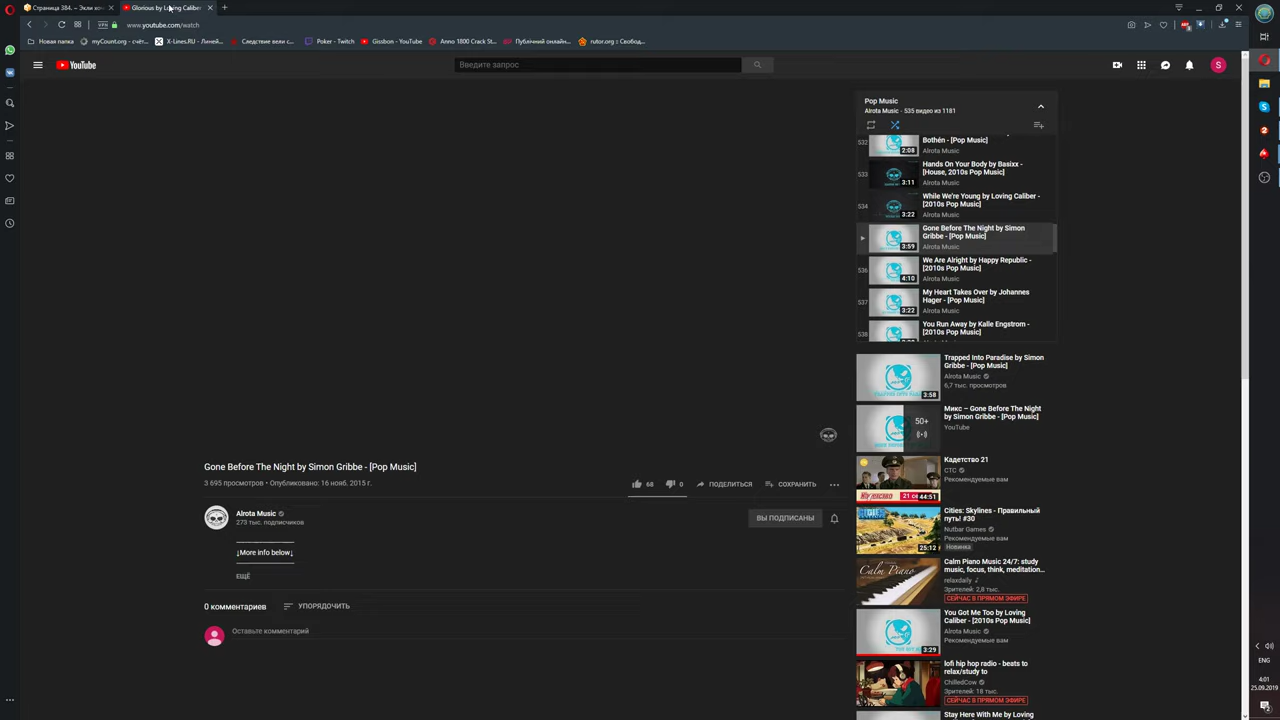 Страница 384. – Экли ко
Glorious by Loving Caliber
VPN
www.youtube.com/watch
Новая папка
myCount.org – счёт...
X-Lines.RU - Линей...
Следствие вели с...
Poker - Twitch
Gissbon - YouTube
Алло 1800 Crack St...
Публічний онлайн...
rutor.org :: Свобод...
YouTube
Введите запрос
S
Pop Music
Alrota Music - 535 видео из 1181
532
2:08
Bothén - [Pop Music]
Alrota Music
533
3:11
Hands On Your Body by Basixx -
[House, 2010s Pop Music]
Alrota Music
534
3:22
While We're Young by Loving Caliber -
[2010s Pop Music]
Alrota Music
3:59
Gone Before The Night by Simon
Gribbe - [Pop Music]
Alrota Music
536
4:10
We Are Alright by Happy Republic -
[2010s Pop Music]
Alrota Music
537
3:22
My Heart Takes Over by Johannes
Hager - [Pop Music]
Alrota Music
538
You Run Away by Kalle Engstrom -
[2010s Pop Music]
3:58
Trapped Into Paradise by Simon
Gribbe - [Pop Music]
Alrota Music
6,7 тыс. просмотров
50+
Микс – Gone Before The Night
by Simon Gribbe - [Pop Music]
YouTube
44:51
Кадетство 21
СТС
Рекомендуемые вам
25:12
Cities: Skylines - Правильный
путь! #30
Nutbar Games
Рекомендуемые вам
Новинка
Calm Piano
Calm Piano Music 24/7: study
music, focus, think, meditation...
relaxdaily
Зрителей: 2,8 тыс.
СЕЙЧАС В ПРЯМОМ ЭФИРЕ
3:29
You Got Me Too by Loving
Caliber - [2010s Pop Music]
Alrota Music
Рекомендуемые вам
lofi hip hop radio - beats to
relax/study to
ChilledCow
Зрителей: 18 тыс.
СЕЙЧАС В ПРЯМОМ ЭФИРЕ
Stay Here With Me by Loving
Gone Before The Night by Simon Gribbe - [Pop Music]
3 695 просмотров • Опубликовано: 16 нояб. 2015 г.
68
0
ПОДЕЛИТЬСЯ
СОХРАНИТЬ
Alrota Music
273 тыс. подписчиков
ВЫ ПОДПИСАНЫ
↓More info below↓
ЕЩЁ
0 комментариев
УПОРЯДОЧИТЬ
Оставьте комментарий
ENG
4:01
25.09.2019